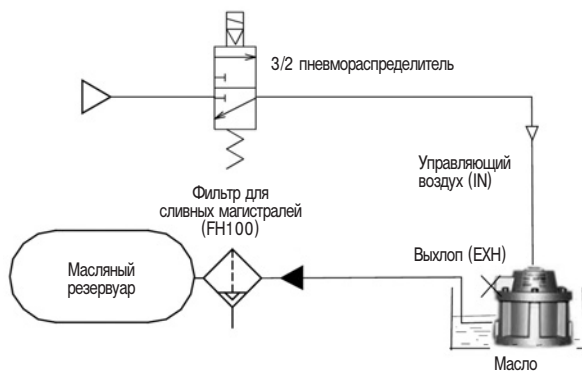 3/2 пневмораспределитель
Управляющий
воздух (IN)
Фильтр для
сливных магистралей
(FH100)
Выхлоп (EXH)
Масляный
резервуар
Масло